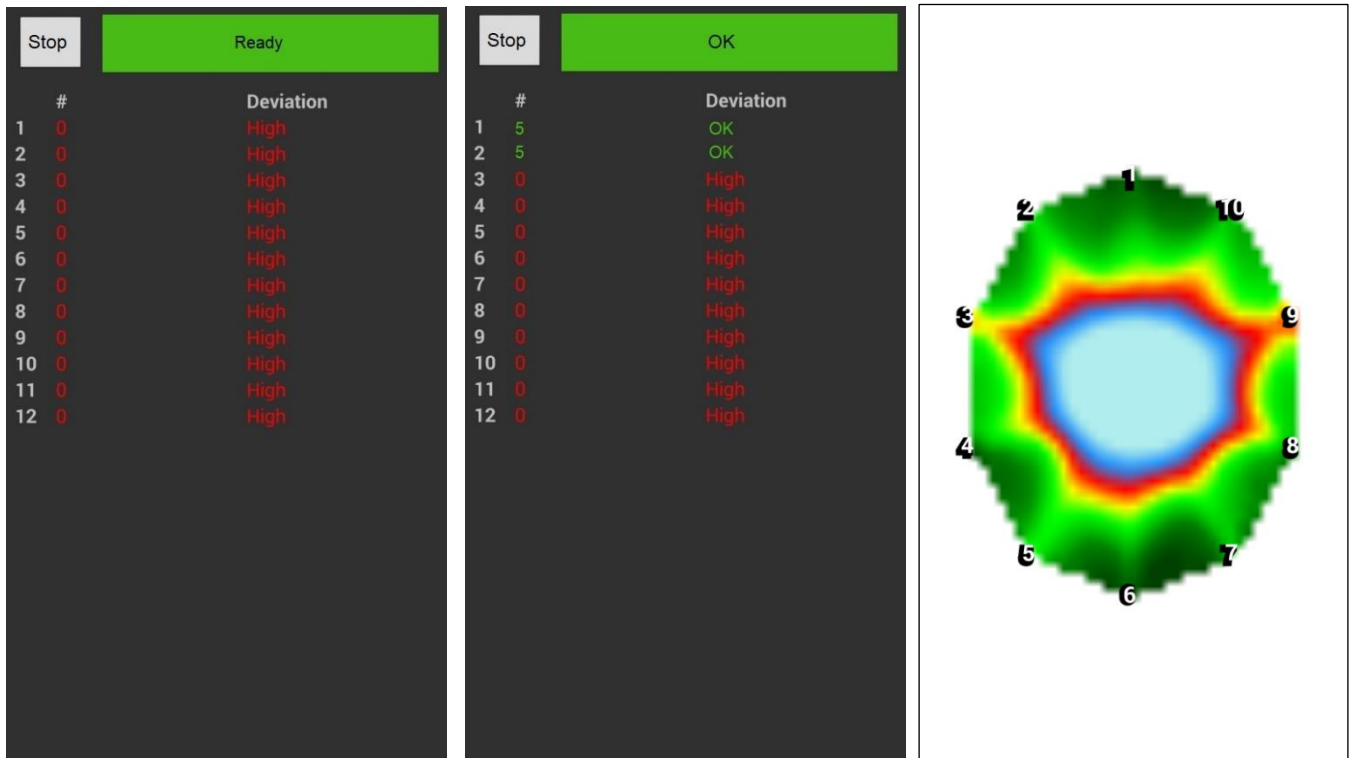 Stop Ready
# Deviation
1 0 High
2 0 High
3 0 High
4 0 High
5 0 High
6 0 High
7 0 High
8 0 High
9 0 High
10 0 High
11 0 High
12 0 High
Stop OK
# Deviation
1 5 OK
2 5 OK
3 0 High
4 0 High
5 0 High
6 0 High
7 0 High
8 0 High
9 0 High
10 0 High
11 0 High
12 0 High
1
2 10
3 9
4 8
5 7
6